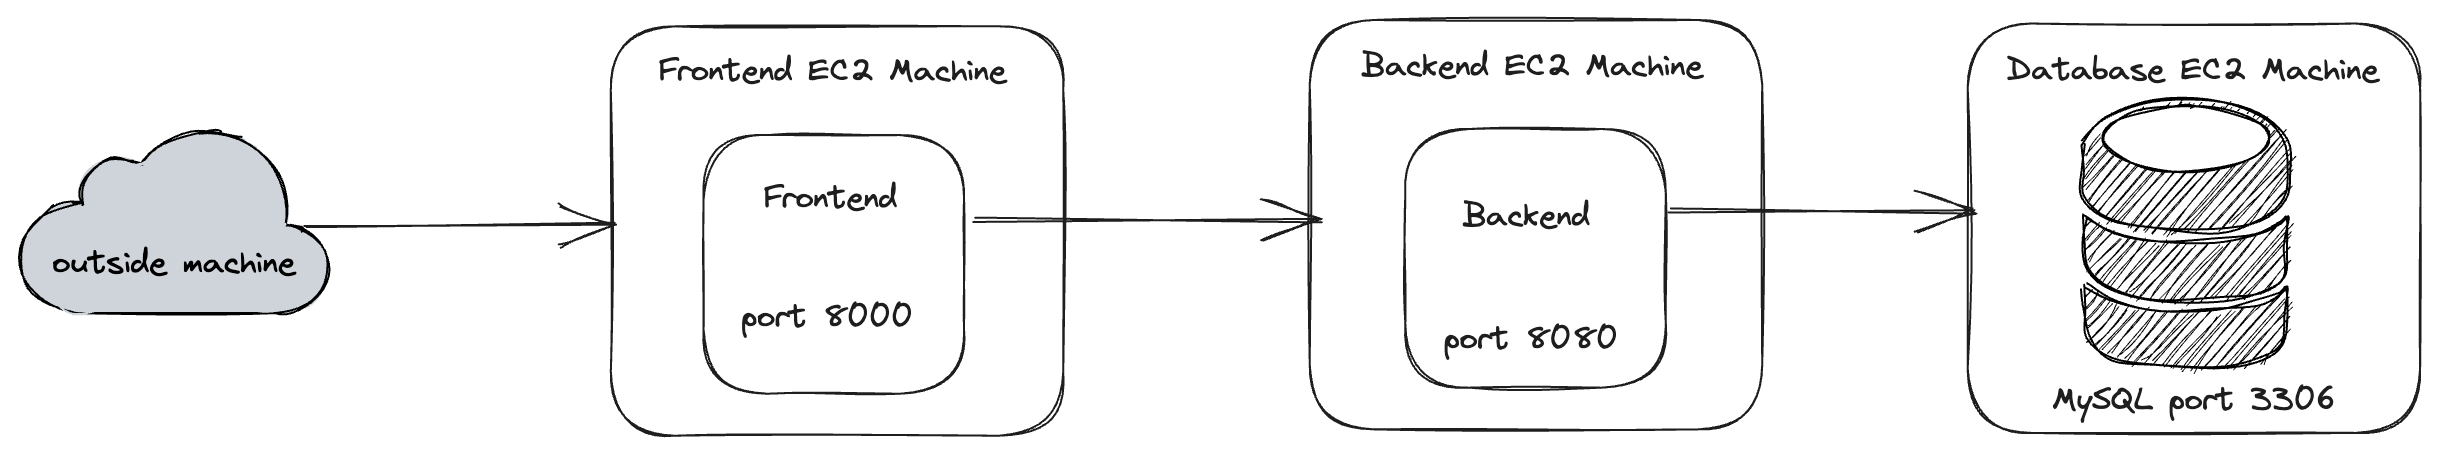 outside machine
Frontend EC2 Machine
Frontend
port 8000
Backend EC2 Machine
Backend
port 8080
Database EC2 Machine
MySQL port 3306